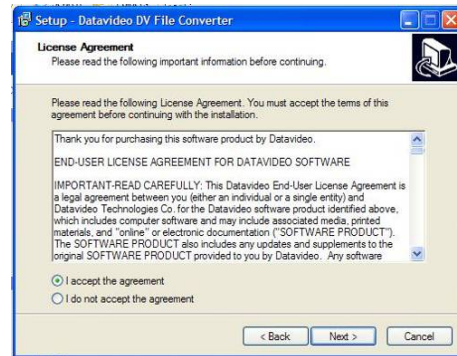 Setup - Datavideo DV File Converter
License Agreement
Please read the following important information before continuing.
Please read the following License Agreement. You must accept the terms of this
agreement before continuing with the installation.
Thank you for purchasing this software product by Datavideo.
END-USER LICENSE AGREEMENT FOR DATAVIDEO SOFTWARE
IMPORTANT-READ CAREFULLY: This Datavideo End-User License Agreement is
a legal agreement between you (either an individual or a single entity) and
Datavideo Technologies Co. for the Datavideo software product identified above,
which includes computer software and may include associated media, printed
materials, and "online" or electronic documentation ("SOFTWARE PRODUCT").
The SOFTWARE PRODUCT also includes any updates and supplements to the
original SOFTWARE PRODUCT provided to you by Datavideo. Any software
I accept the agreement
I do not accept the agreement
< Back Next > Cancel